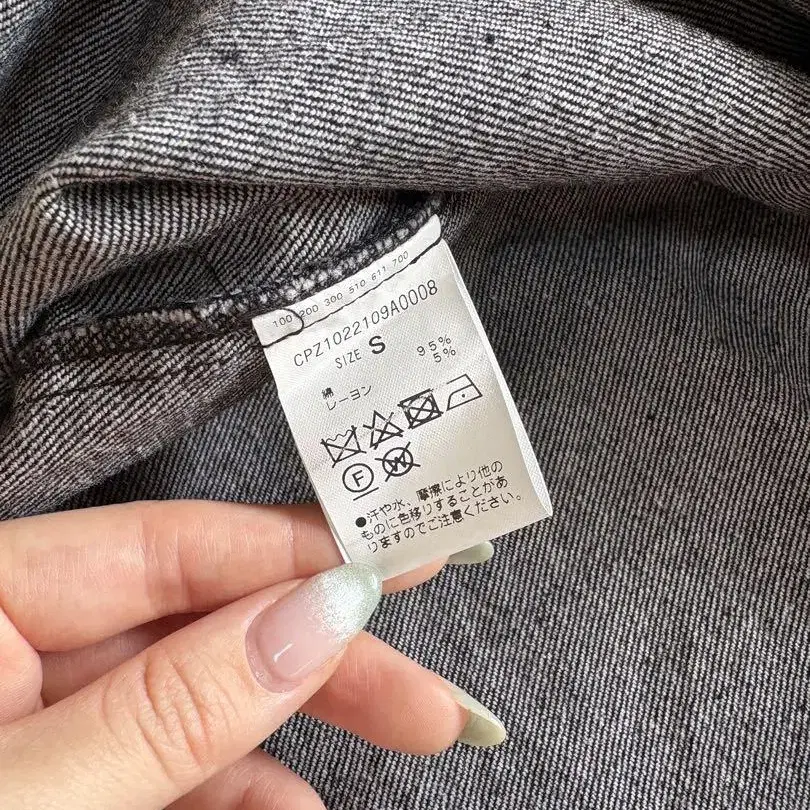 100 200 300 510 611 700
CPZ1022109A0008
SIZE S
綿 95%
レーヨン 5%
F
W
●汗や水、摩擦により他の
ものに色移りすることがあ
りますのでご注意ください。